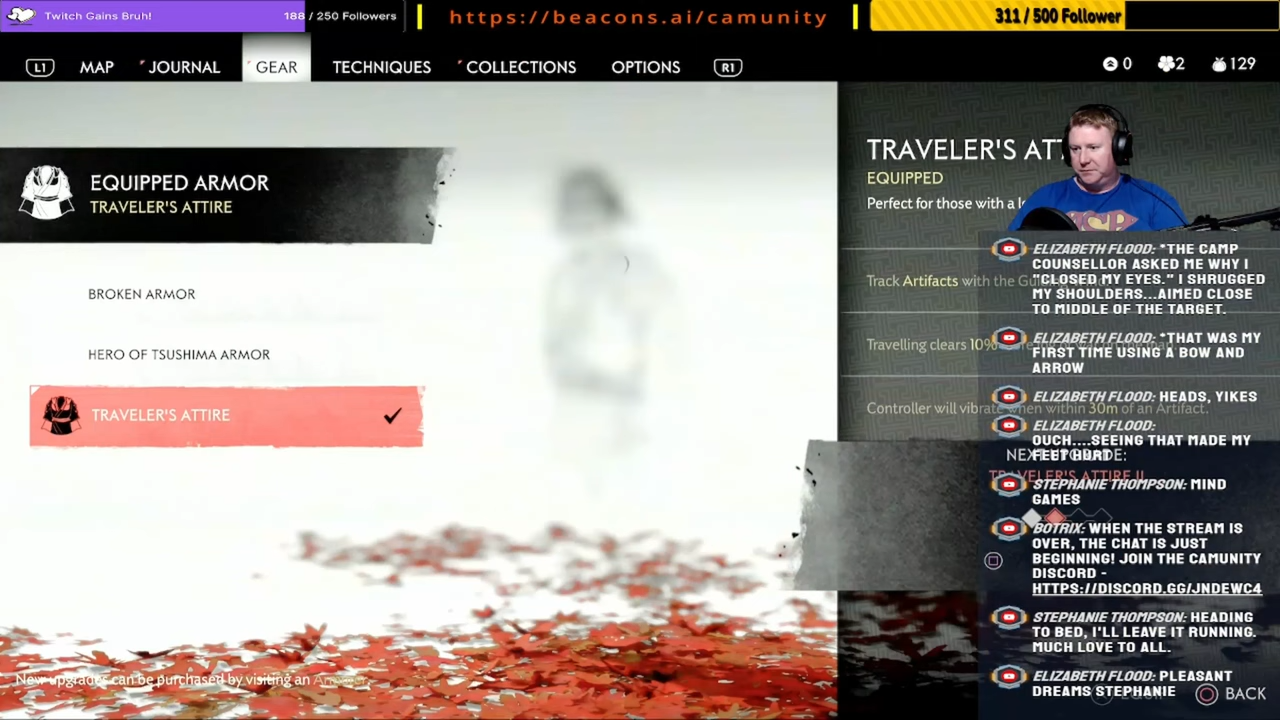 Twitch Gains Bruh!
188 / 250 Followers
https://beacons.ai/camunity
311 / 500 Follower
L1
MAP
JOURNAL
GEAR
TECHNIQUES
COLLECTIONS
OPTIONS
R1
0
2
129
EQUIPPED ARMOR
TRAVELER'S ATTIRE
BROKEN ARMOR
HERO OF TSUSHIMA ARMOR
TRAVELER'S ATTIRE
TRAVELER'S
EQUIPPED
Perfect for those with a
Track Artifacts with the
Travelling clears 10%
Controller will vibrate when within 30m of an Artifact.
NEXT UPGRADE:
TRAVELER'S ATTIRE II
ELIZABETH FLOOD: *THE CAMP
COUNSELLOR ASKED ME WHY I
"CLOSED MY EYES." I SHRUGGED
MY SHOULDERS...AIMED CLOSE
TO MIDDLE OF THE TARGET.
ELIZABETH FLOOD: *THAT WAS MY
FIRST TIME USING A BOW AND
ARROW
ELIZABETH FLOOD: HEADS, YIKES
ELIZABETH FLOOD:
OUCH....SEEING THAT MADE MY
FEET HURT
STEPHANIE THOMPSON: MIND
GAMES
BOTRIX: WHEN THE STREAM IS
OVER, THE CHAT IS JUST
BEGINNING! JOIN THE CAMUNITY
DISCORD -
HTTPS://DISCORD.GG/JNDEWC4
STEPHANIE THOMPSON: HEADING
TO BED, I'LL LEAVE IT RUNNING.
MUCH LOVE TO ALL.
ELIZABETH FLOOD: PLEASANT
DREAMS STEPHANIE
New upgrades can be purchased by visiting an
BACK